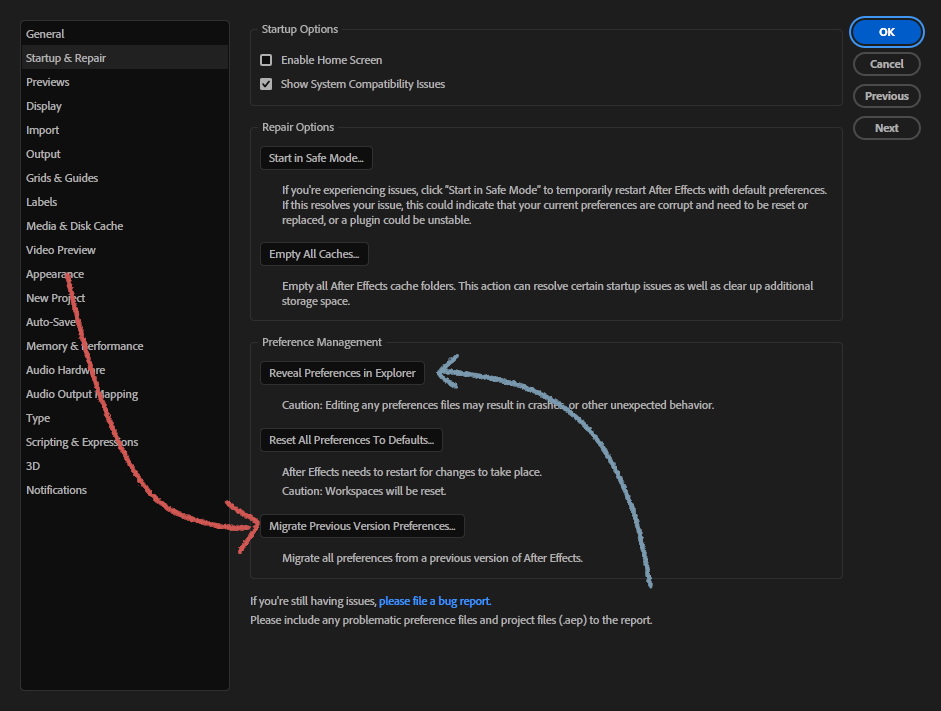 General
Startup & Repair
Previews
Display
Import
Output
Grids & Guides
Labels
Media & Disk Cache
Video Preview
Appearance
New Project
Auto-Save
Memory & Performance
Audio Hardware
Audio Output Mapping
Type
Scripting & Expressions
3D
Notifications
Startup Options
Enable Home Screen
Show System Compatibility Issues
Repair Options
Start in Safe Mode...
If you're experiencing issues, click "Start in Safe Mode" to temporarily restart After Effects with default preferences.
If this resolves your issue, this could indicate that your current preferences are corrupt and need to be reset or
replaced, or a plugin could be unstable.
Empty All Caches...
Empty all After Effects cache folders. This action can resolve certain startup issues as well as clear up additional
storage space.
Preference Management
Reveal Preferences in Explorer
Caution: Editing any preferences files may result in crashes or other unexpected behavior.
Reset All Preferences To Defaults...
After Effects needs to restart for changes to take place.
Caution: Workspaces will be reset.
Migrate Previous Version Preferences...
Migrate all preferences from a previous version of After Effects.
If you're still having issues, please file a bug report.
Please include any problematic preference files and project files (.aep) to the report.
OK
Cancel
Previous
Next